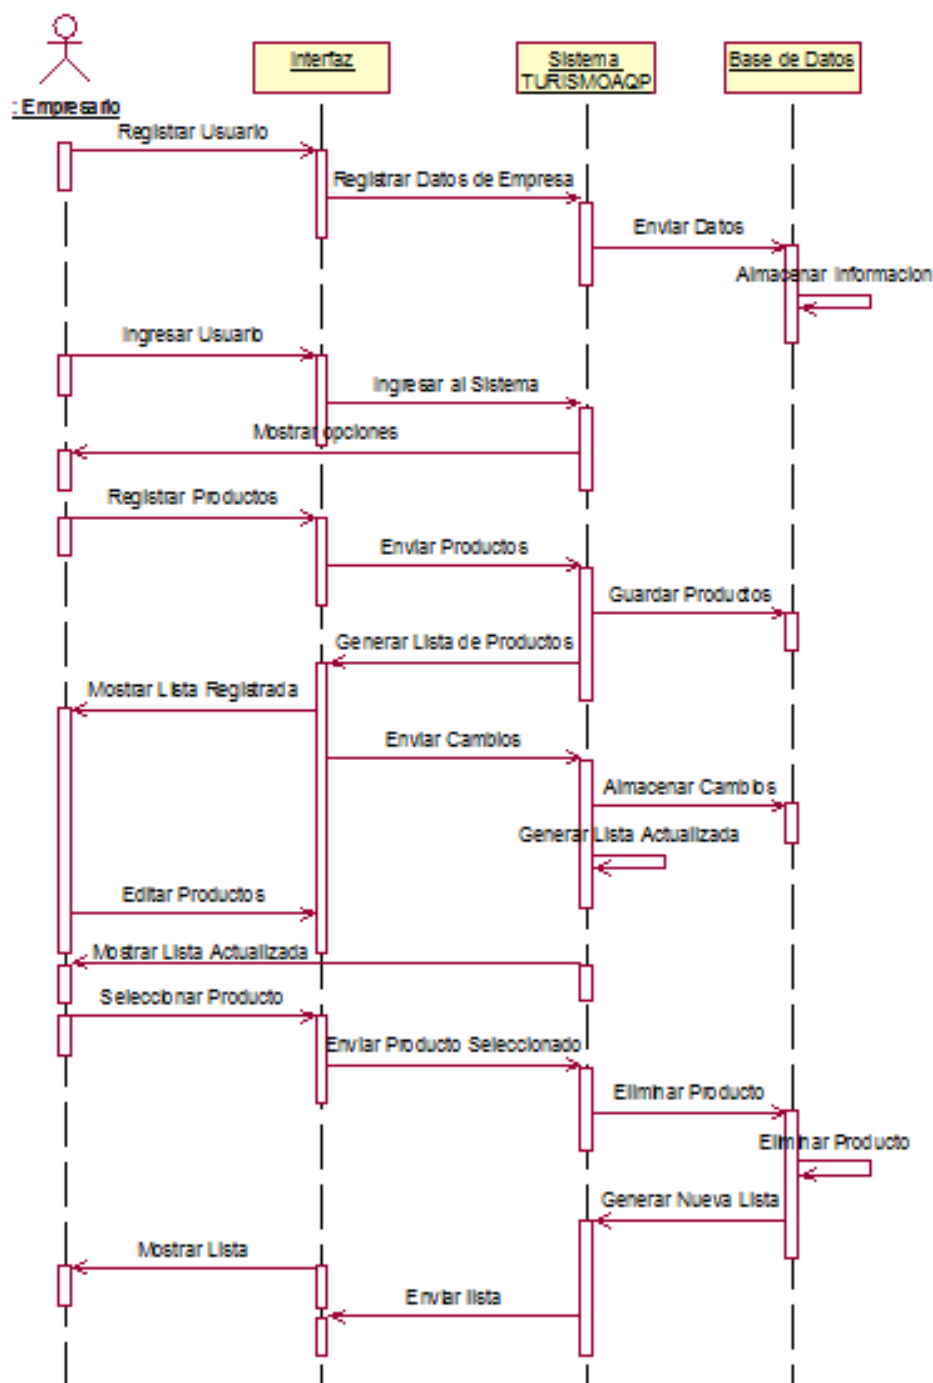 Interfaz
Sistema
TURISMOAQP
Base de Datos
: Empresario
Registrar Usuario
Registrar Datos de Empresa
Enviar Datos
Almacenar Informacion
Ingresar Usuario
Ingresar al Sistema
Mostrar opciones
Registrar Productos
Enviar Productos
Guardar Productos
Generar Lista de Productos
Mostrar Lista Registrada
Enviar Cambios
Almacenar Cambios
Generar Lista Actualizada
Editar Productos
Mostrar Lista Actualizada
Seleccionar Producto
Enviar Producto Seleccionado
Eliminar Producto
Eliminar Producto
Generar Nueva Lista
Mostrar Lista
Enviar lista